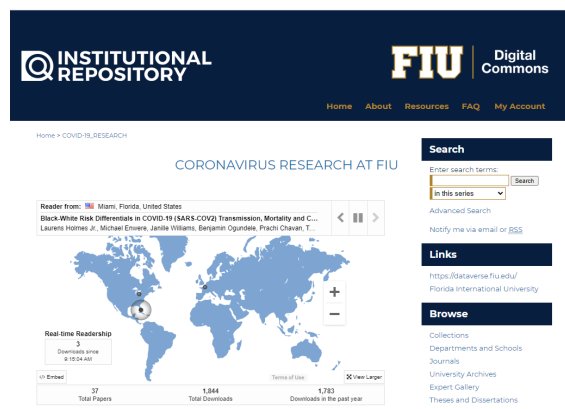 INSTITUTIONAL
REPOSITORY
FIU
Digital
Commons
Home About Resources FAQ My Account
Home > COVID-19_RESEARCH
CORONAVIRUS RESEARCH AT FIU
Reader from: Miami, Florida, United States
Black-White Risk Differentials in COVID-19 (SARS-COV2) Transmission, Mortality and C...
Laurens Holmes Jr., Michael Enwere, Janille Williams, Benjamin Ogundele, Prachi Chavan, T...
+
−
Real-time Readership
3
Downloads since
9:15:04 AM
</> Embed
Terms of Use
View Larger
37
Total Papers
1,844
Total Downloads
1,783
Downloads in the past year
Search
Enter search terms:
Search
in this series
Advanced Search
Notify me via email or RSS
Links
https://dataverse.fiu.edu/
Florida International University
Browse
Collections
Departments and Schools
Journals
University Archives
Expert Gallery
Theses and Dissertations